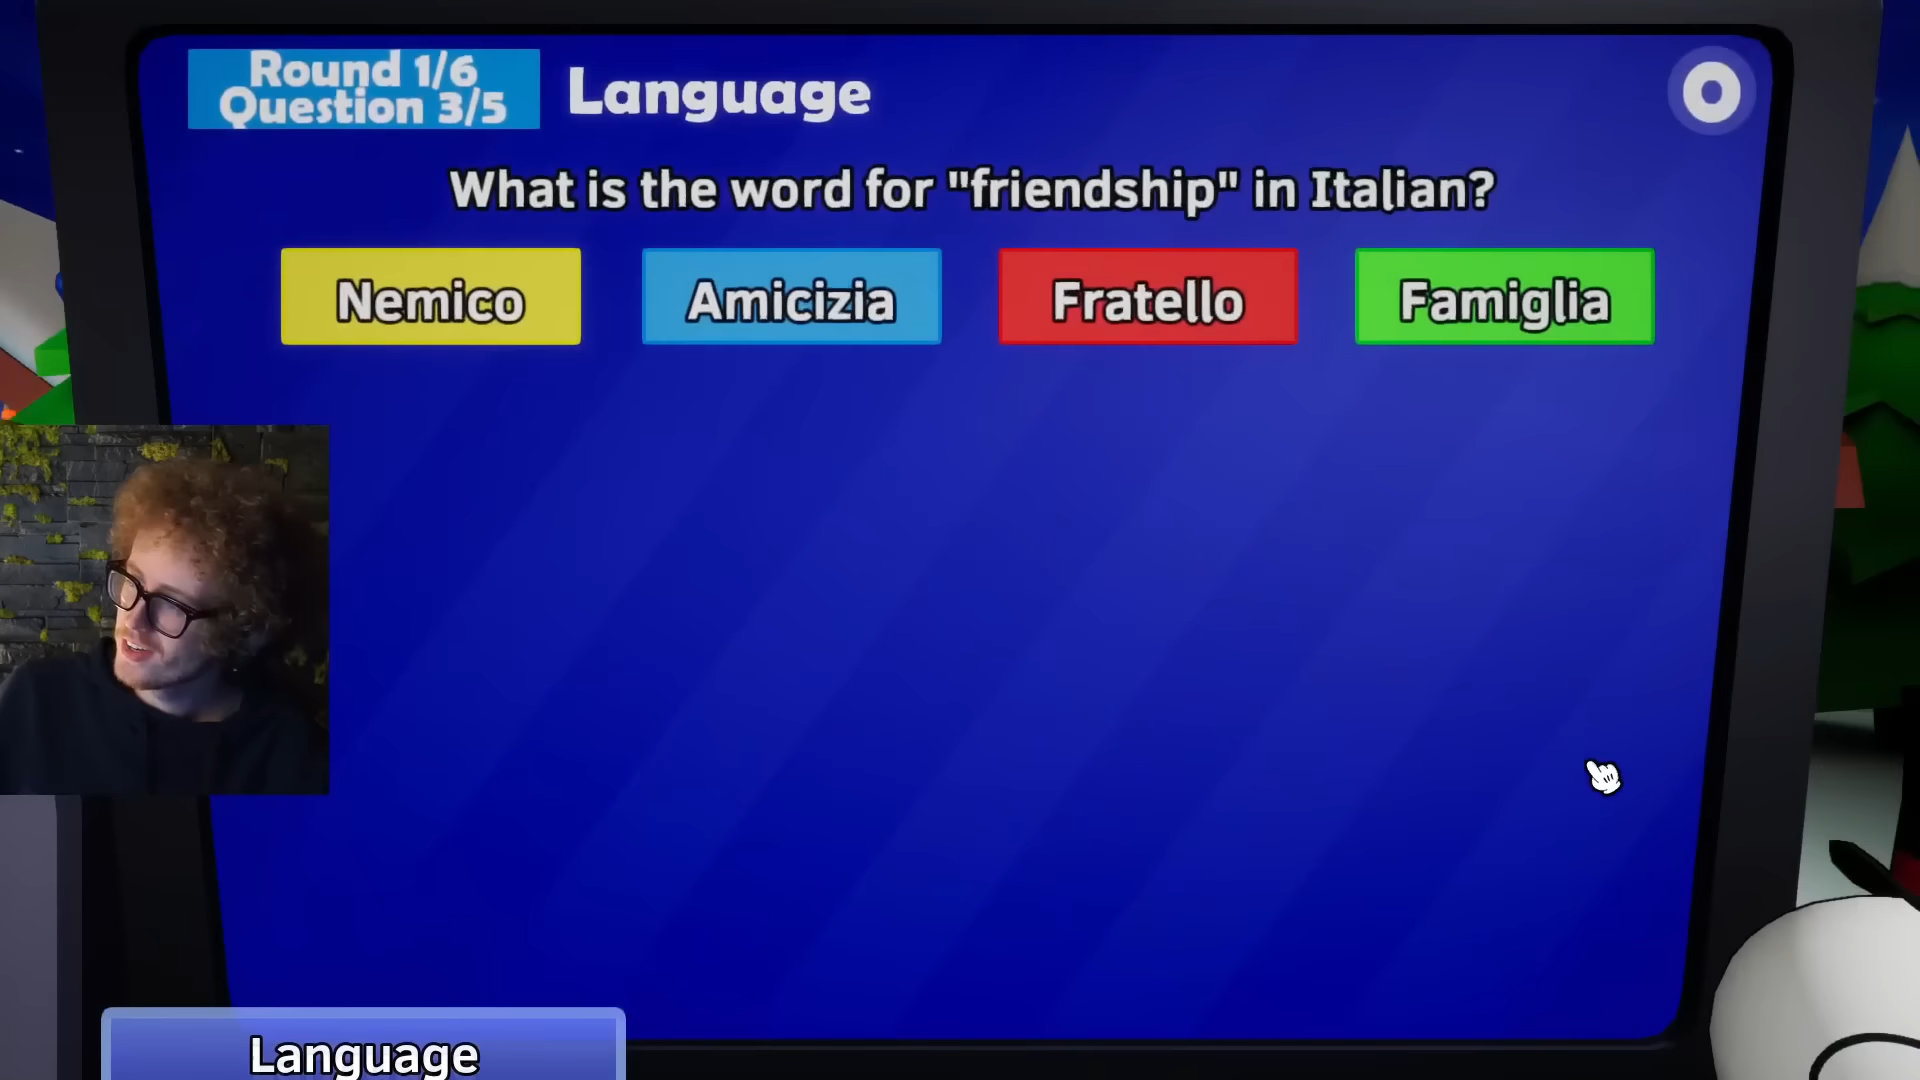 Round 1/6
Question 3/5
Language
0
What is the word for "friendship" in Italian?
Nemico
Amicizia
Fratello
Famiglia
Language